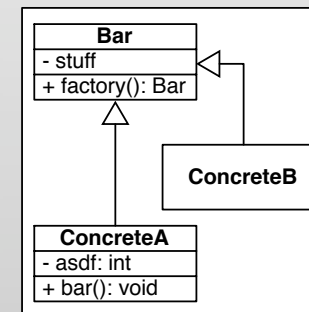 Bar
- stuff
+ factory(): Bar
ConcreteB
ConcreteA
- asdf: int
+ bar(): void